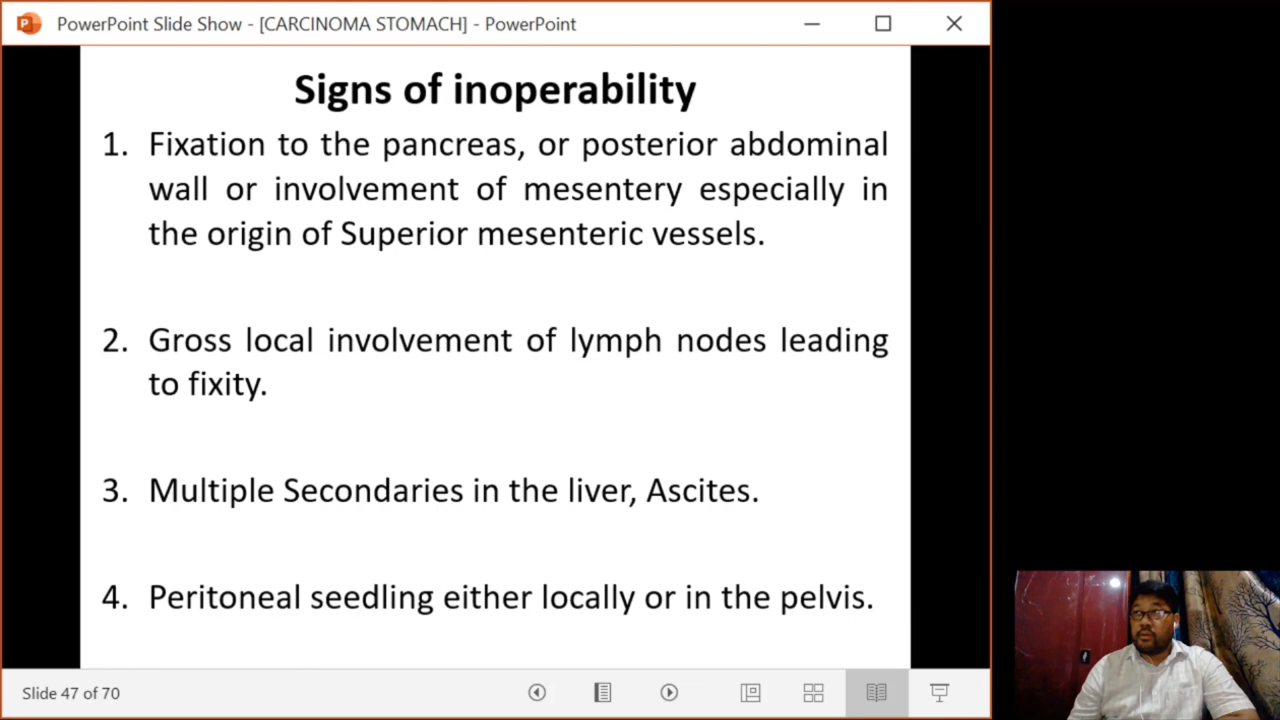 PowerPoint Slide Show - [CARCINOMA STOMACH] - PowerPoint
Signs of inoperability
1. Fixation to the pancreas, or posterior abdominal
wall or involvement of mesentery especially in
the origin of Superior mesenteric vessels.
2. Gross local involvement of lymph nodes leading
to fixity.
3. Multiple Secondaries in the liver, Ascites.
4. Peritoneal seedling either locally or in the pelvis.
Slide 47 of 70